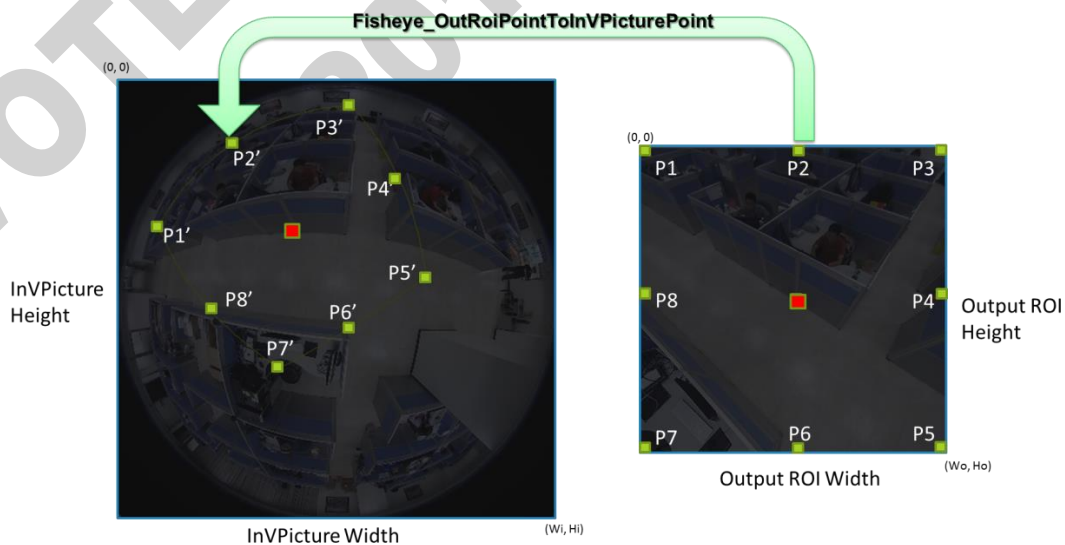 Fisheye_OutRoiPointToInVPicturePoint
(0, 0)
P3'
P2'
P4'
P1'
P5'
P8'
P6'
P7'
InVPicture
Height
InVPicture Width
(Wi, Hi)
(0, 0)
P1
P2
P3
P8
P4
Output ROI
Height
P7
P6
P5
(Wo, Ho)
Output ROI Width